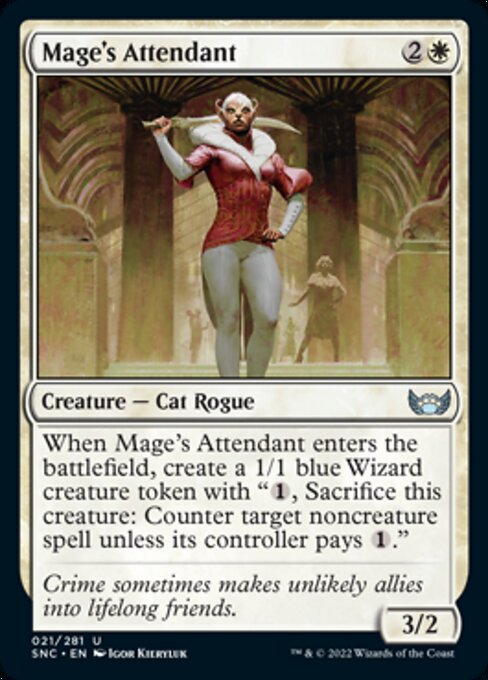 Mage's Attendant 2
Creature — Cat Rogue
When Mage's Attendant enters the
battlefield, create a 1/1 blue Wizard
creature token with “1, Sacrifice this
creature: Counter target noncreature
spell unless its controller pays 1.”
Crime sometimes makes unlikely allies
into lifelong friends.
3/2
021/281 U
SNC • EN Igor Kieryluk
™ & © 2022 Wizards of the Coast